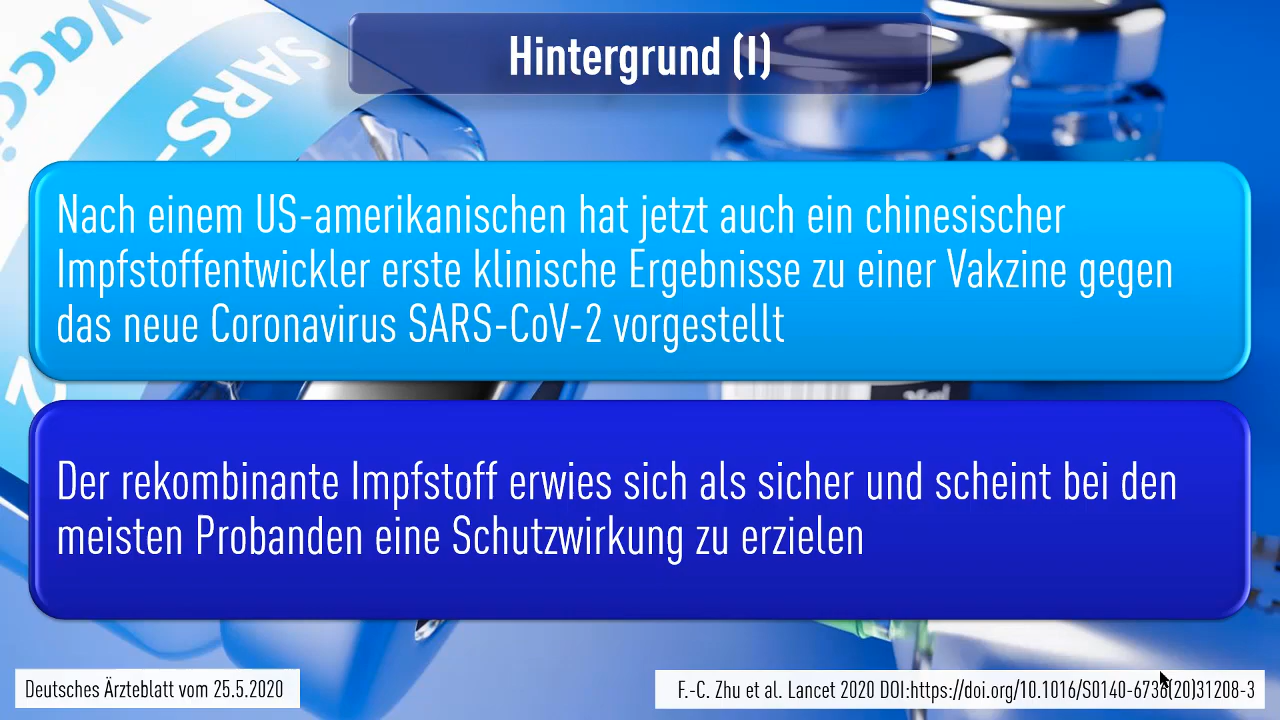 Vacci
SARS-
2
Hintergrund (I)
Nach einem US-amerikanischen hat jetzt auch ein chinesischer
Impfstoffentwickler erste klinische Ergebnisse zu einer Vakzine gegen
das neue Coronavirus SARS-CoV-2 vorgestellt
Der rekombinante Impfstoff erwies sich als sicher und scheint bei den
meisten Probanden eine Schutzwirkung zu erzielen
Deutsches Ärzteblatt vom 25.5.2020
F.-C. Zhu et al. Lancet 2020 DOI:https://doi.org/10.1016/S0140-6736(20)31208-3